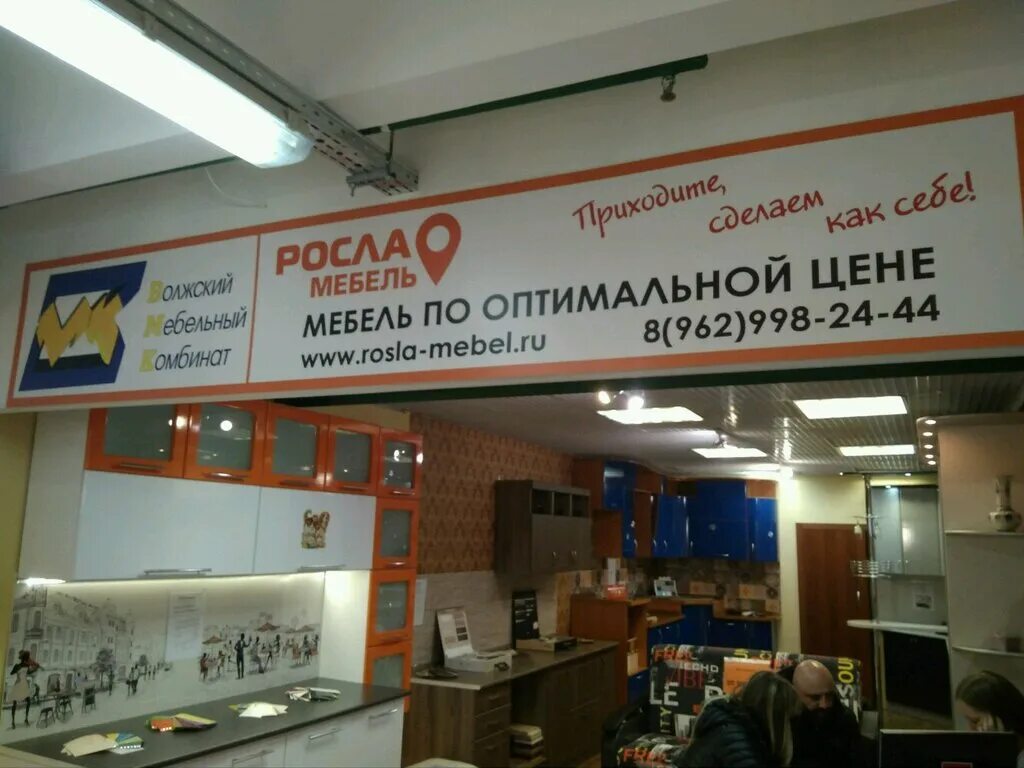 ВМК
Волжский
Мебельный
Комбинат
РОСЛА
МЕБЕЛЬ
Приходите,
сделаем
как себе!
МЕБЕЛЬ ПО ОПТИМАЛЬНОЙ ЦЕНЕ
www.rosla-mebel.ru
8(962)998-24-44